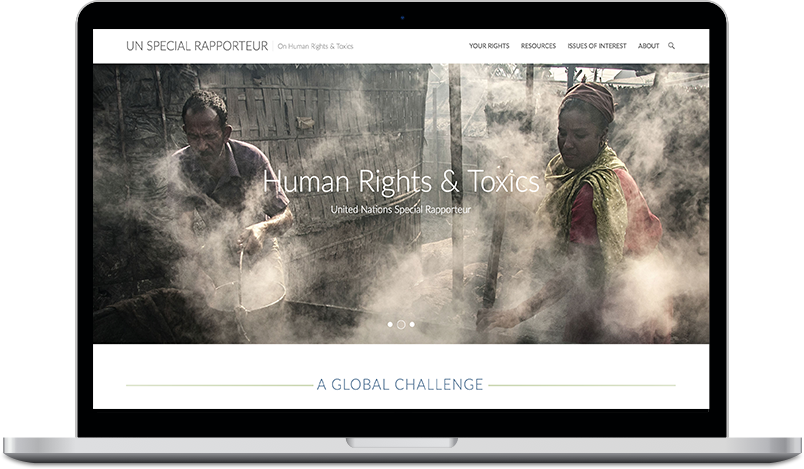 UN SPECIAL RAPPORTEUR On Human Rights & Toxics YOUR RIGHTS RESOURCES ISSUES OF INTEREST ABOUT
Human Rights & Toxics
United Nations Special Rapporteur
A GLOBAL CHALLENGE